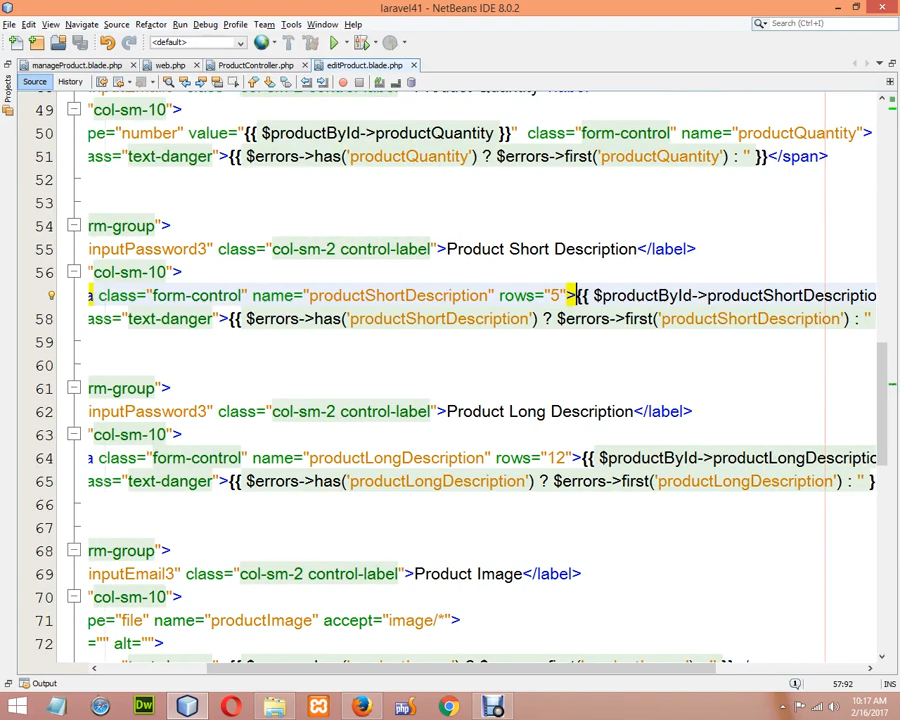 laravel41 - NetBeans IDE 8.0.2
File Edit View Navigate Source Refactor Run Debug Profile Team Tools Window Help
Search (Ctrl+I)
<default>
manageProduct.blade.php web.php ProductController.php editProduct.blade.php
Source History
Projects
49 "col-sm-10">
50 pe="number" value="{{ $productById->productQuantity }}" class="form-control" name="productQuantity">
51 ass="text-danger">{{ $errors->has('productQuantity') ? $errors->first('productQuantity') : '' }}</span>
52
53
54 rm-group">
55 inputPassword3" class="col-sm-2 control-label">Product Short Description</label>
56 "col-sm-10">
a class="form-control" name="productShortDescription" rows="5">{{ $productById->productShortDescriptio
58 ass="text-danger">{{ $errors->has('productShortDescription') ? $errors->first('productShortDescription') : ''
59
60
61 rm-group">
62 inputPassword3" class="col-sm-2 control-label">Product Long Description</label>
63 "col-sm-10">
64 a class="form-control" name="productLongDescription" rows="12">{{ $productById->productLongDescriptic
65 ass="text-danger">{{ $errors->has('productLongDescription') ? $errors->first('productLongDescription') : '' }
66
67
68 rm-group">
69 inputEmail3" class="col-sm-2 control-label">Product Image</label>
70 "col-sm-10">
71 pe="file" name="productImage" accept="image/*">
72 ="" alt="">
Output
57:92 INS
10:17 AM
2/16/2017